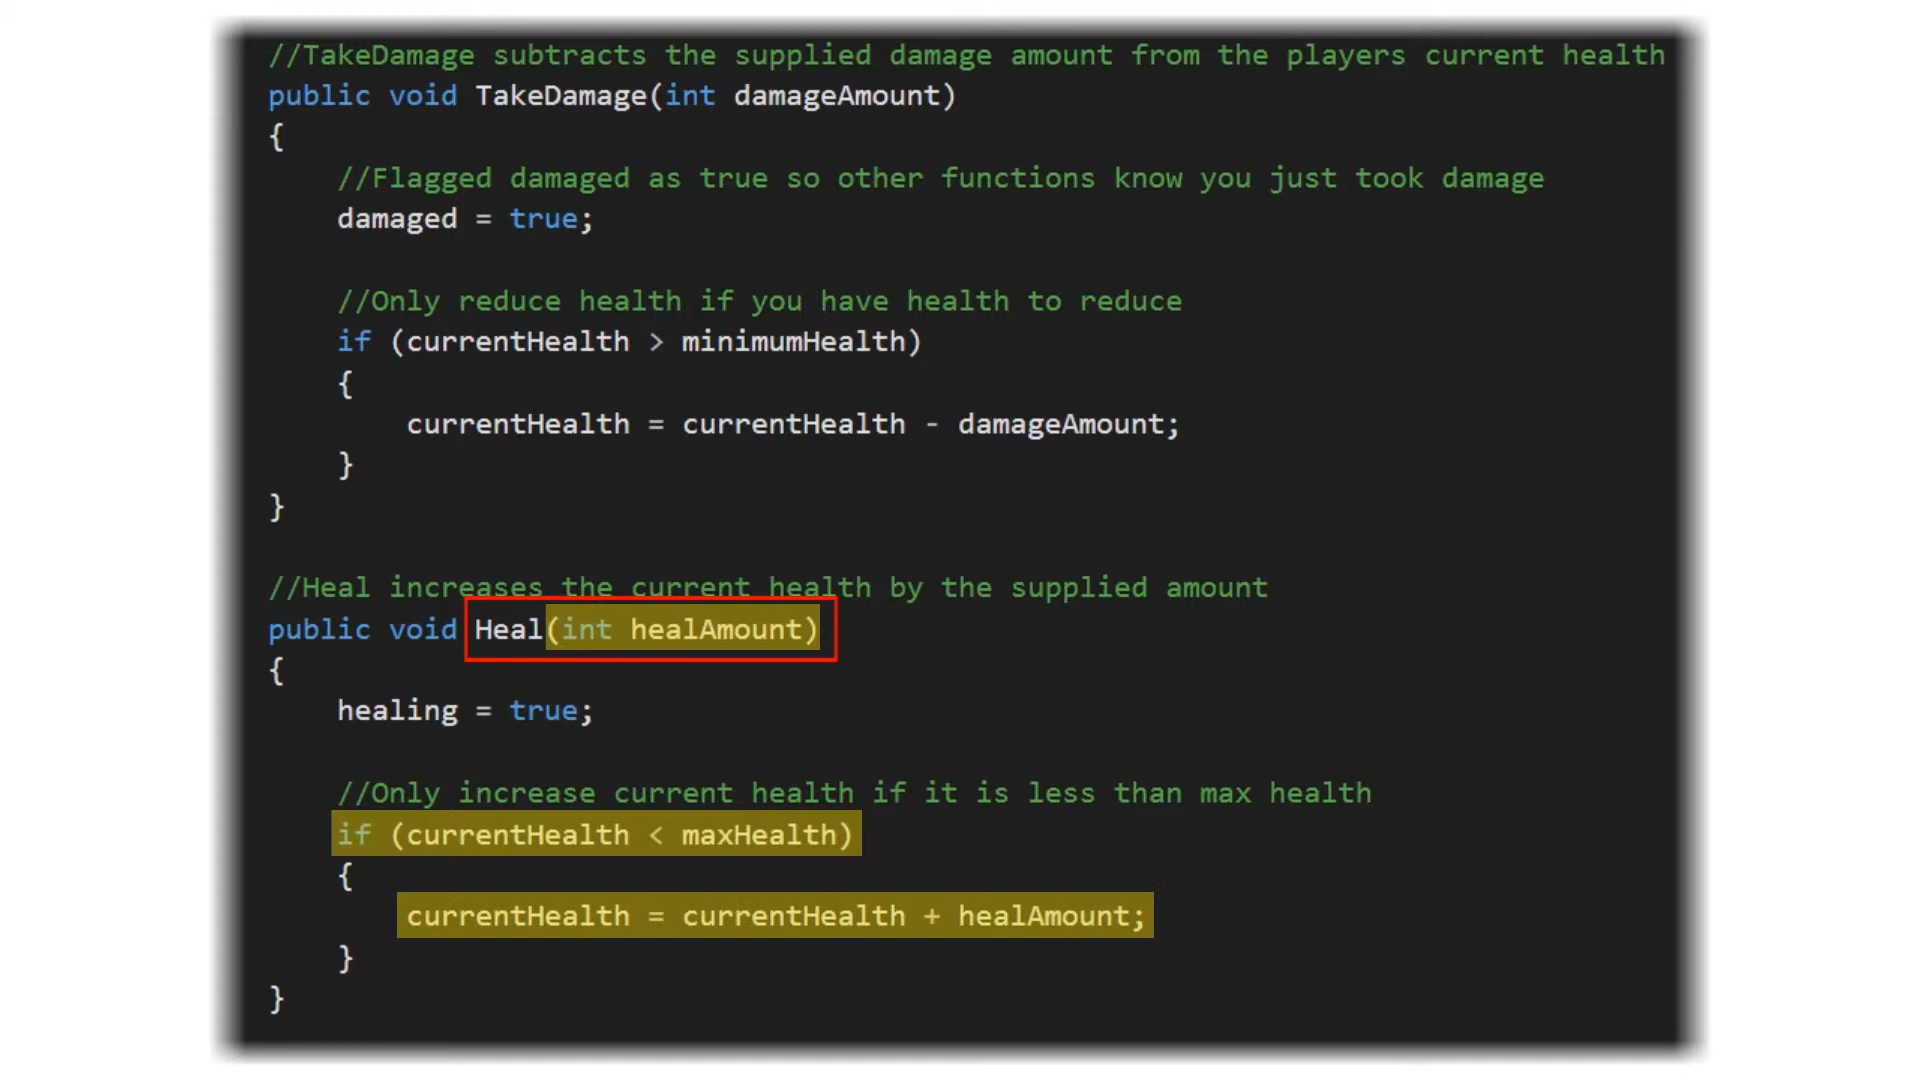 //TakeDamage subtracts the supplied damage amount from the players current health
public void TakeDamage(int damageAmount)
{
    //Flagged damaged as true so other functions know you just took damage
    damaged = true;

    //Only reduce health if you have health to reduce
    if (currentHealth > minimumHealth)
    {
        currentHealth = currentHealth - damageAmount;
    }
}

//Heal increases the current health by the supplied amount
public void Heal(int healAmount)
{
    healing = true;

    //Only increase current health if it is less than max health
    if (currentHealth < maxHealth)
    {
        currentHealth = currentHealth + healAmount;
    }
}